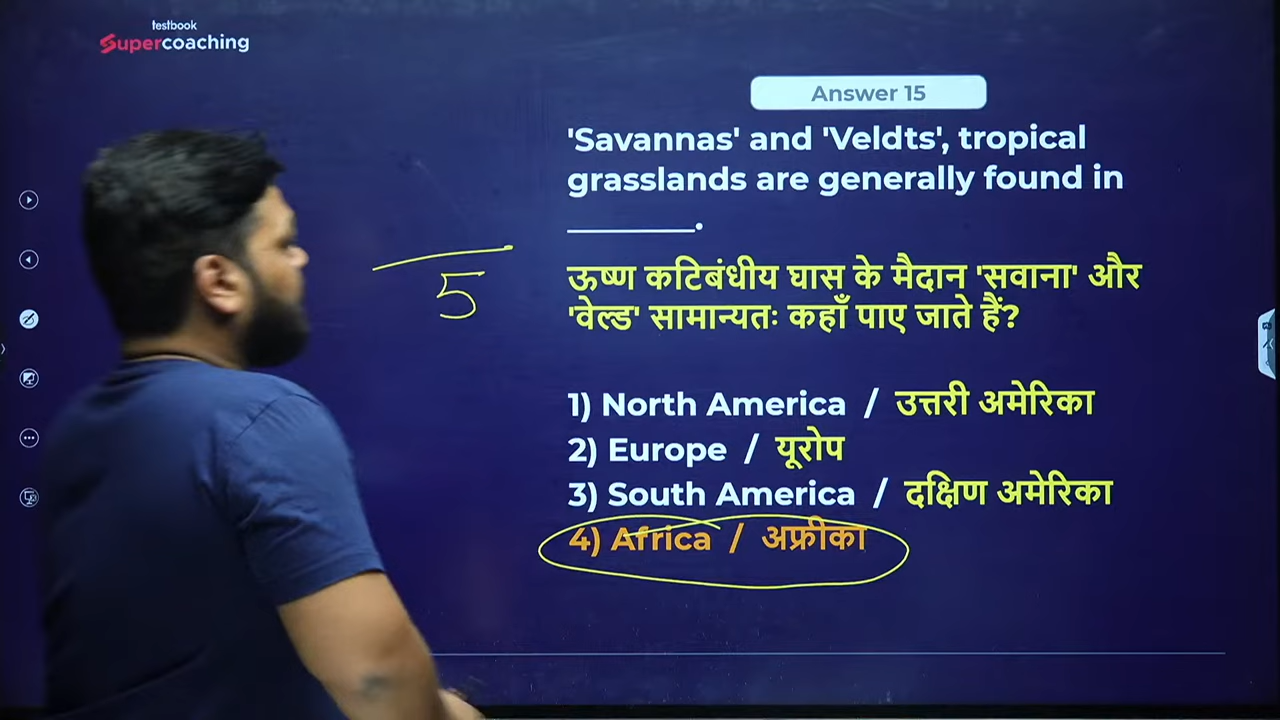 testbook
Supercoaching
Answer 15
'Savannas' and 'Veldts', tropical
grasslands are generally found in
________.
5
ऊष्ण कटिबंधीय घास के मैदान 'सवाना' और
'वेल्ड' सामान्यतः कहाँ पाए जाते हैं?
1) North America / उत्तरी अमेरिका
2) Europe / यूरोप
3) South America / दक्षिण अमेरिका
4) Africa / अफ्रीका